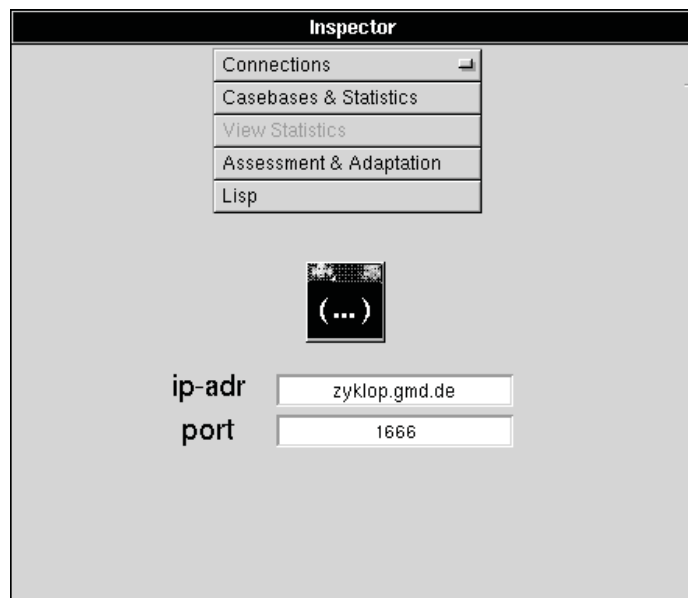 Inspector
Connections
Casebases & Statistics
View Statistics
Assessment & Adaptation
Lisp
(...)
ip-adr zyklop.gmd.de
port 1666